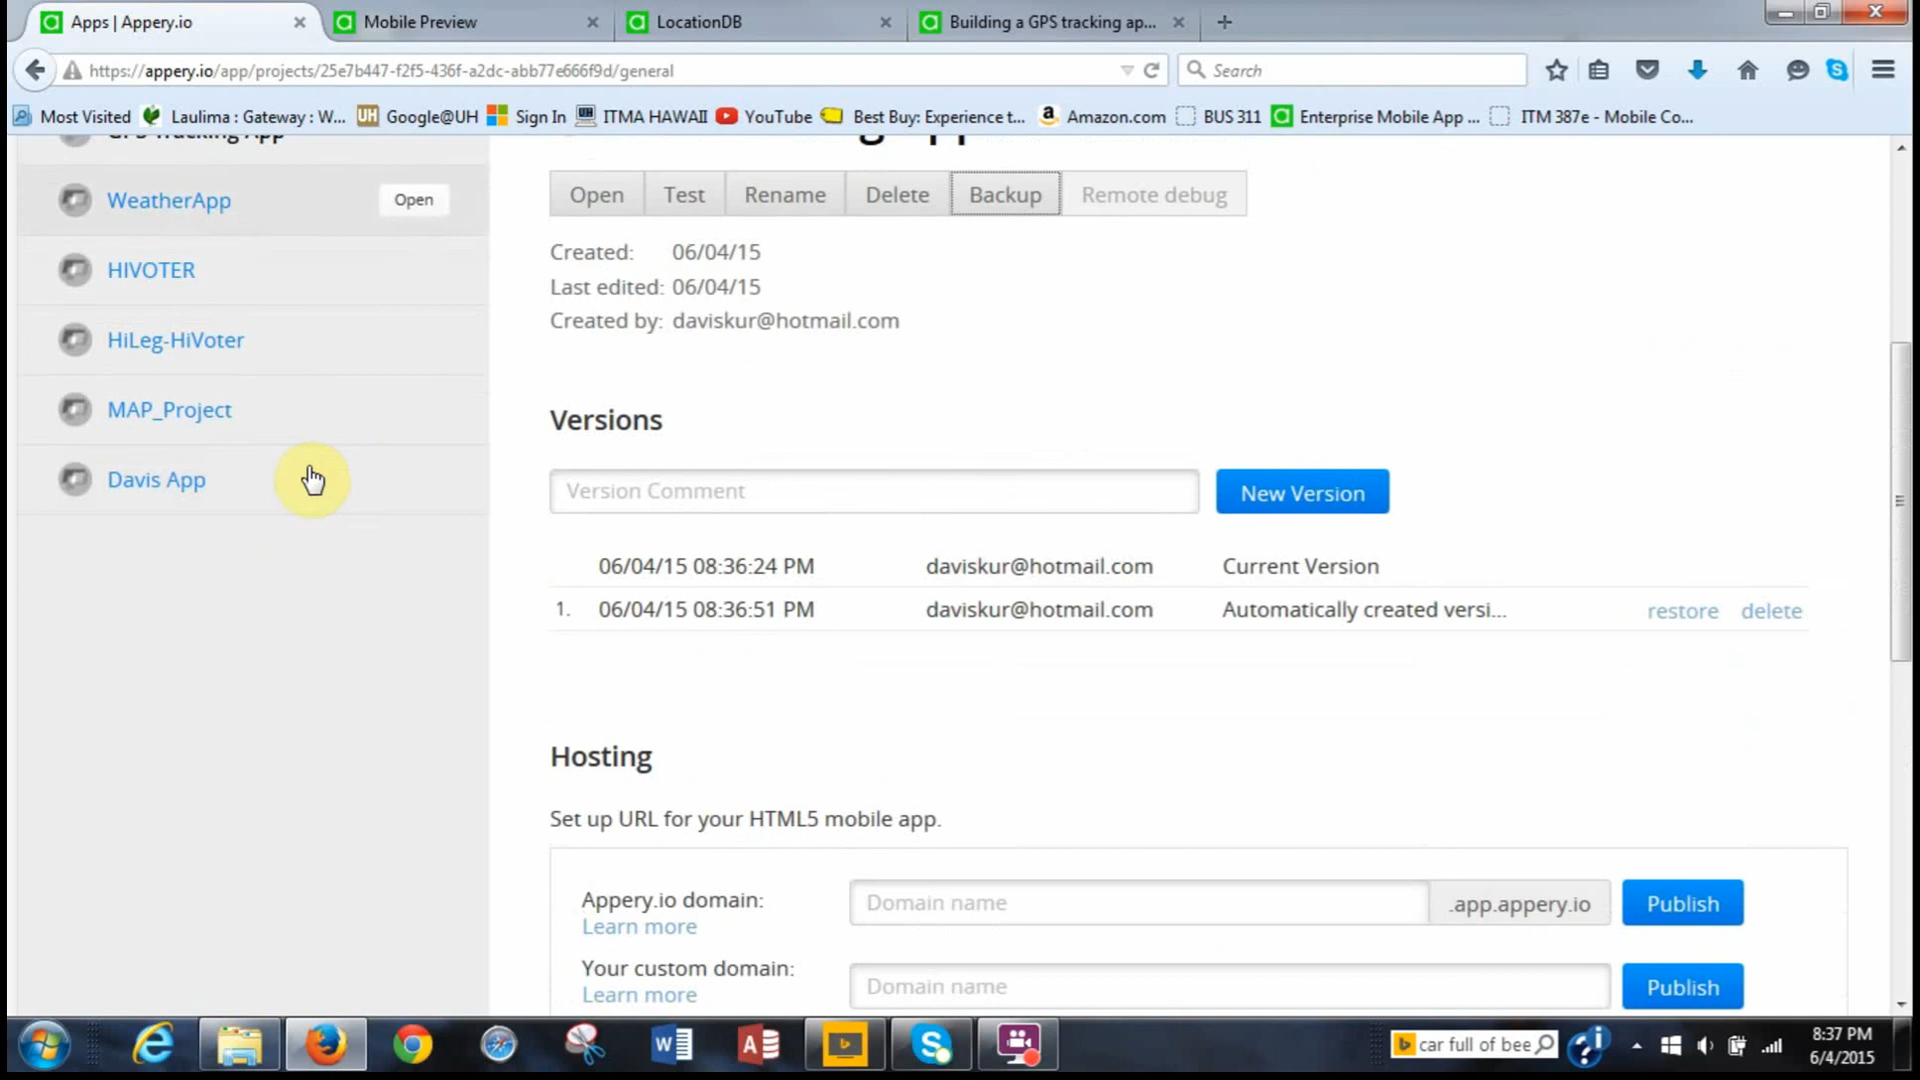 Apps | Appery.io
Mobile Preview
LocationDB
Building a GPS tracking ap...
https://appery.io/app/projects/25e7b447-f2f5-436f-a2dc-abb77e666f9d/general
Search
Most Visited
Laulima : Gateway : W...
Google@UH
Sign In
ITMA HAWAII
YouTube
Best Buy: Experience t...
Amazon.com
BUS 311
Enterprise Mobile App ...
ITM 387e - Mobile Co...
GPS Tracking App
WeatherApp
Open
HIVOTER
HiLeg-HiVoter
MAP_Project
Davis App
Open
Test
Rename
Delete
Backup
Remote debug
Created: 06/04/15
Last edited: 06/04/15
Created by: daviskur@hotmail.com
Versions
Version Comment
New Version
06/04/15 08:36:24 PM daviskur@hotmail.com Current Version
1. 06/04/15 08:36:51 PM daviskur@hotmail.com Automatically created versi... restore delete
Hosting
Set up URL for your HTML5 mobile app.
Appery.io domain:
Learn more
Domain name
.app.appery.io
Publish
Your custom domain:
Learn more
Domain name
Publish
car full of bee
8:37 PM
6/4/2015